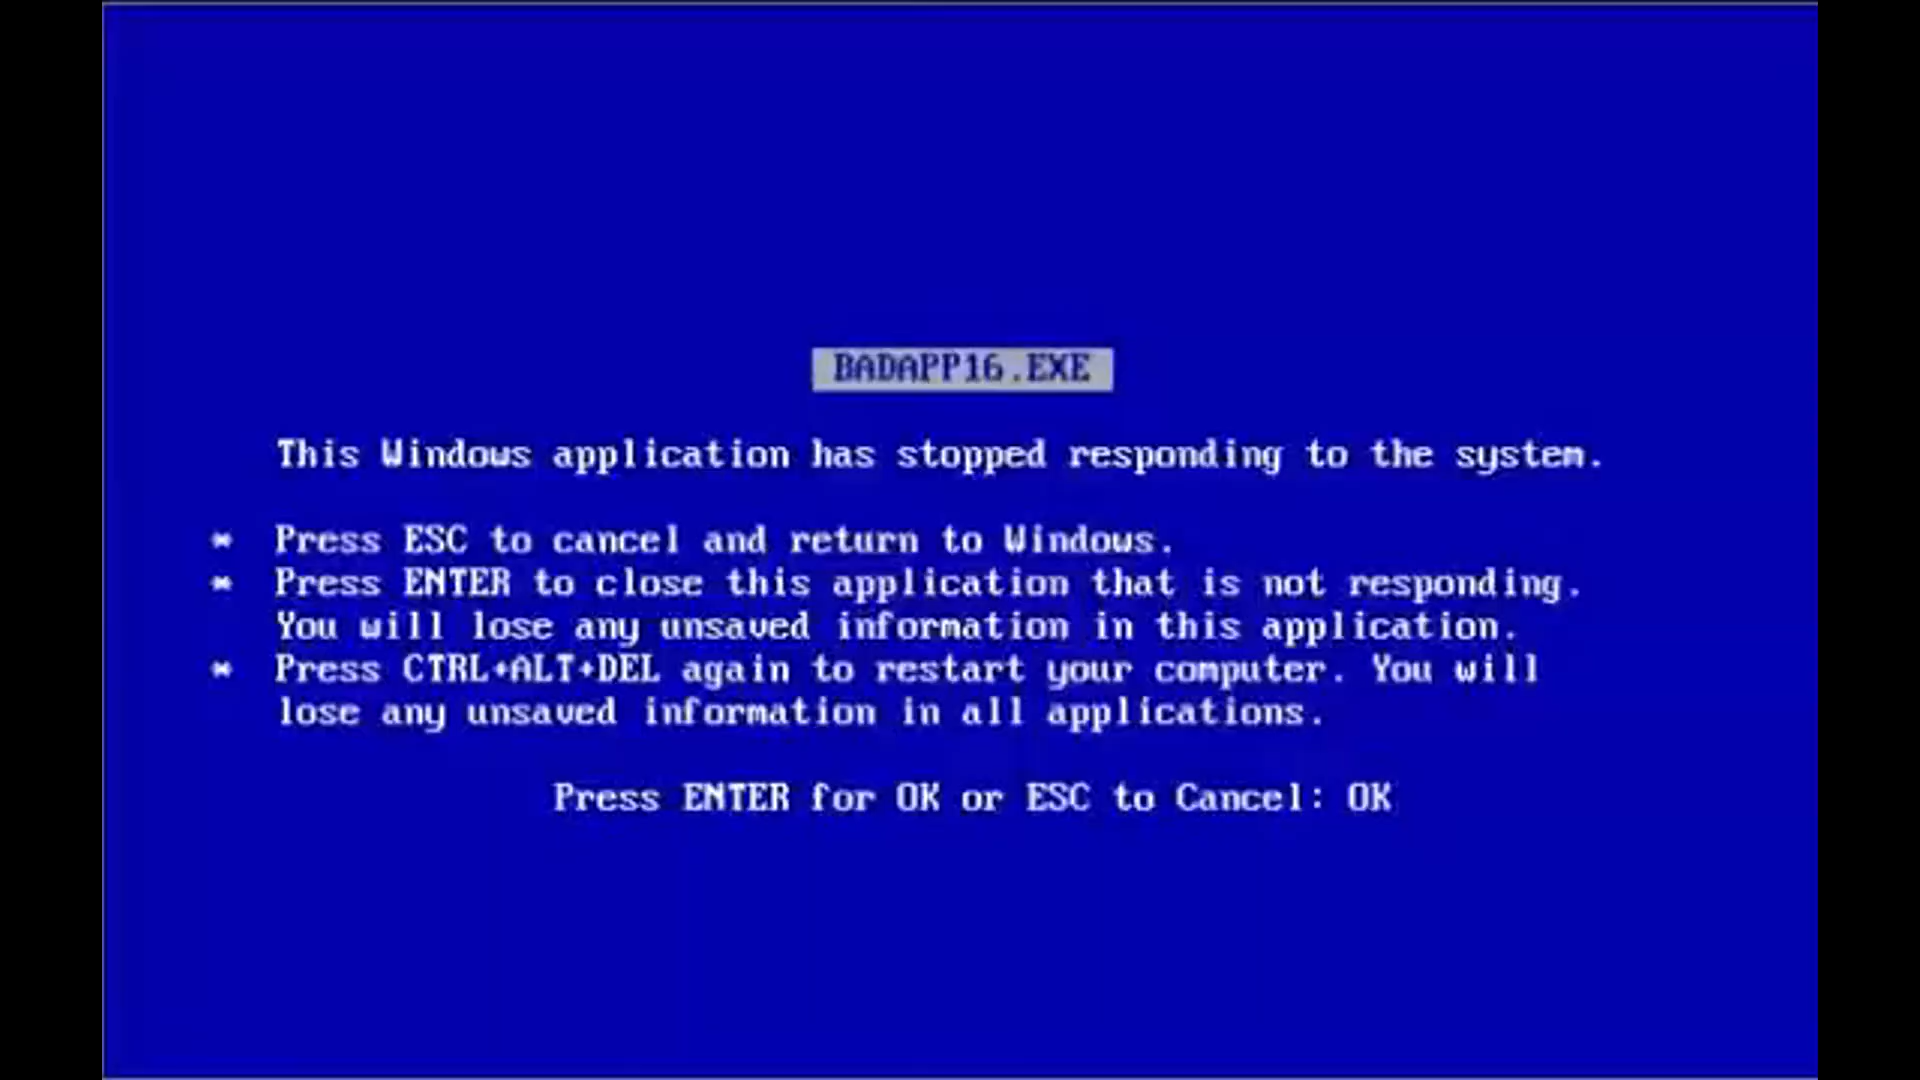 BADAPP16.EXE
This Windows application has stopped responding to the system.
* Press ESC to cancel and return to Windows.
* Press ENTER to close this application that is not responding.
You will lose any unsaved information in this application.
* Press CTRL+ALT+DEL again to restart your computer. You will
lose any unsaved information in all applications.
Press ENTER for OK or ESC to Cancel: OK